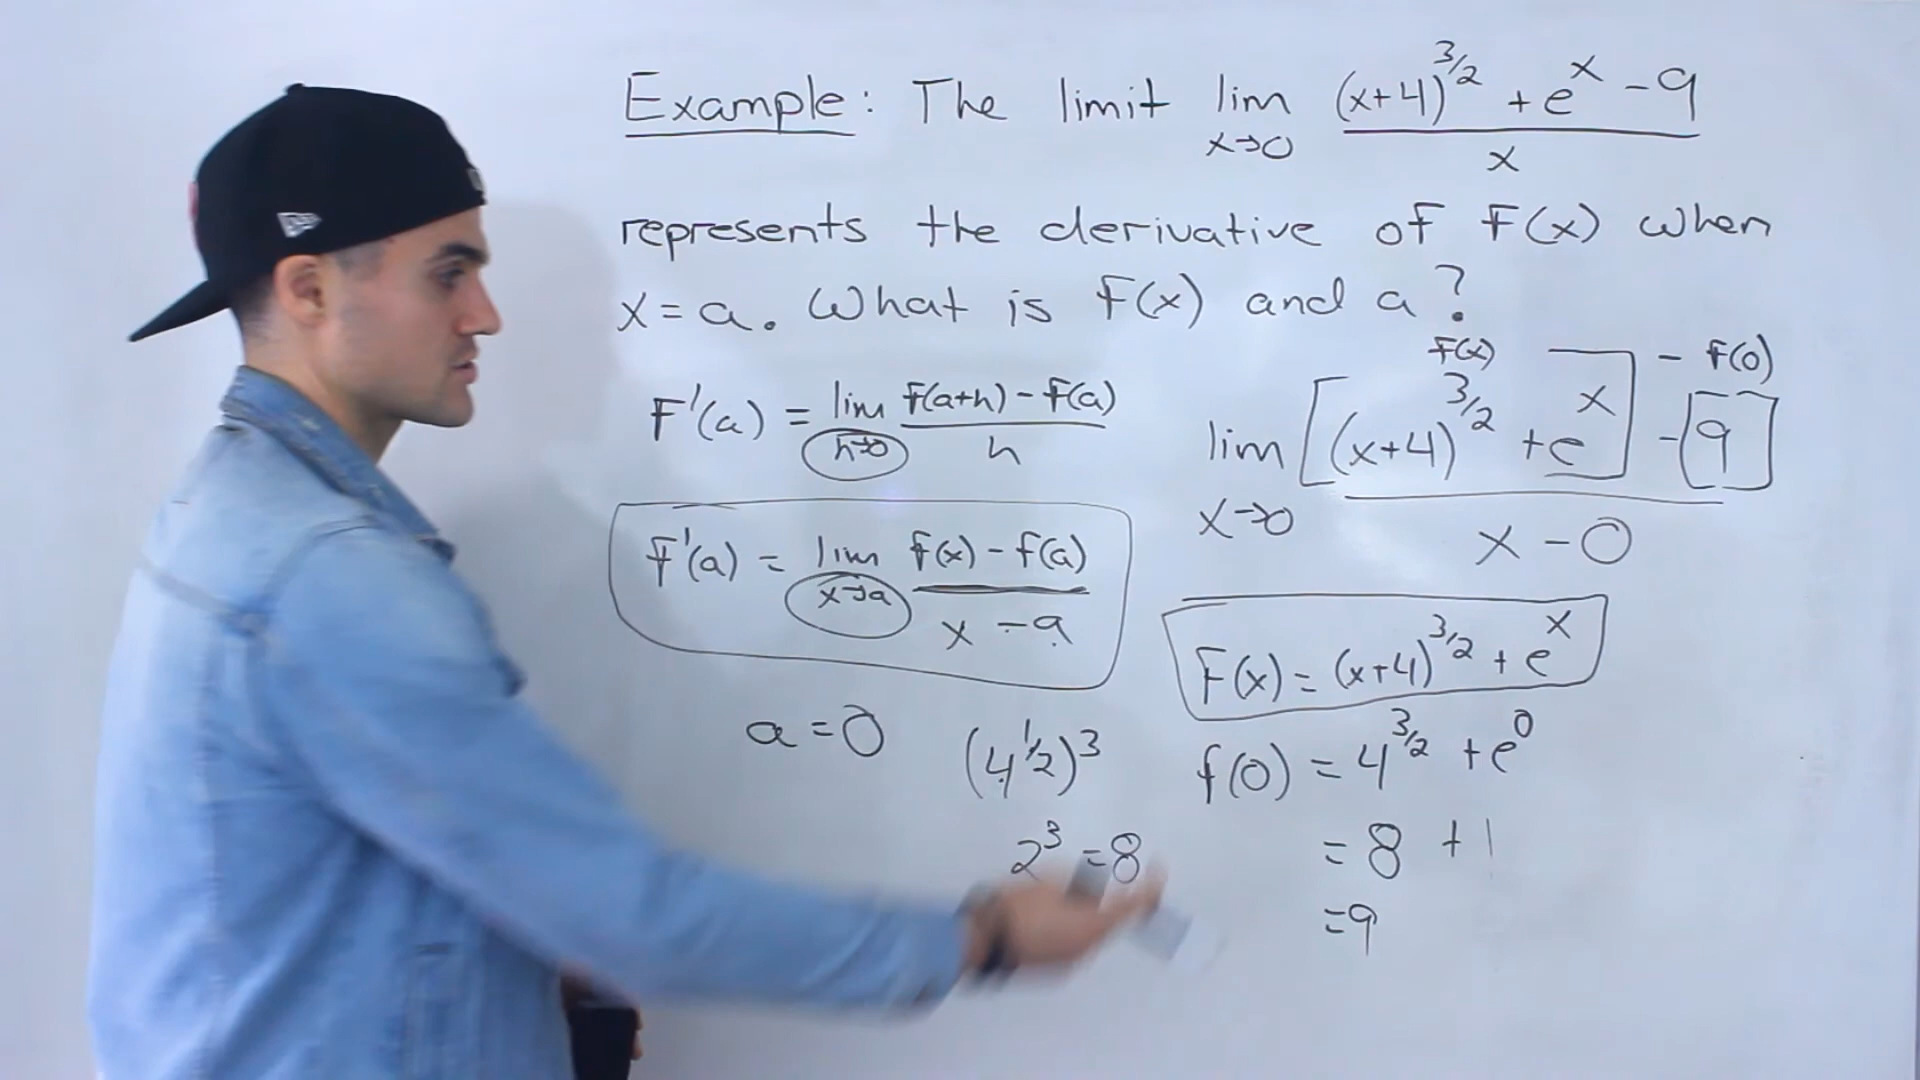 Example: The limit lim x→0 ((x+4)^3/2 + e^x - 9)/x
represents the derivative of f(x) when
x = a. What is f(x) and a?
f'(a) = lim h→0 (f(a+h) - f(a))/h
f'(a) = lim x→a (f(x) - f(a))/(x - a)
a = 0
(4^1/2)^3
2^3 = 8
f(x) - f(0)
lim x→0 ([(x+4)^3/2 + e^x] - [9])/(x - 0)
f(x) = (x+4)^3/2 + e^x
f(0) = 4^3/2 + e^0
= 8 + 1
= 9